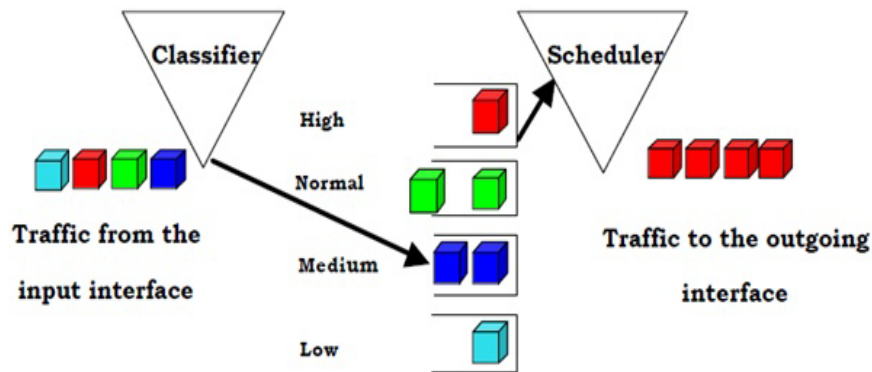 Classifier
Scheduler
High
Normal
Medium
Low
Traffic from the
input interface
Traffic to the outgoing
interface